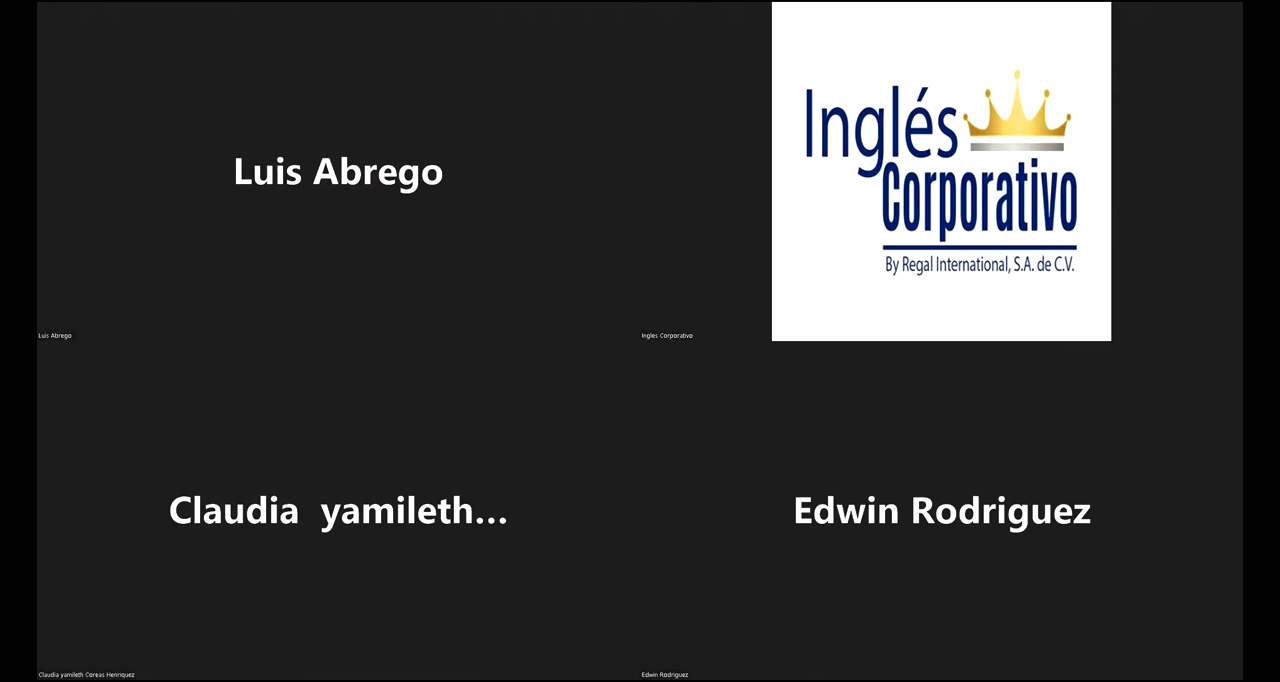 Luis Abrego
Inglés
Corporativo
By Regal International, S.A. de C.V.
Luis Abrego
Ingles Corporativo
Claudia yamileth...
Edwin Rodriguez
Claudia yamileth Coreas Henriquez
Edwin Rodriguez